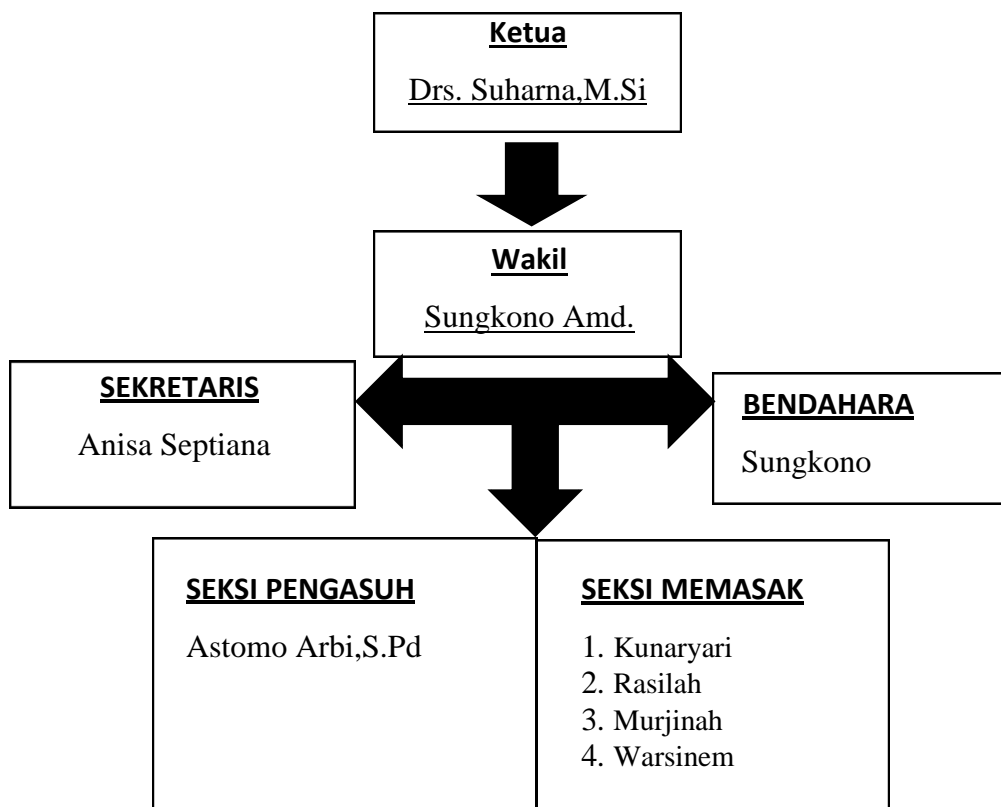 Ketua
Drs. Suharna,M.Si
Wakil
Sungkono Amd.
SEKRETARIS
Anisa Septiana
BENDAHARA
Sungkono
SEKSI PENGASUH
Astomo Arbi,S.Pd
SEKSI MEMASAK
1. Kunaryari
2. Rasilah
3. Murjinah
4. Warsinem